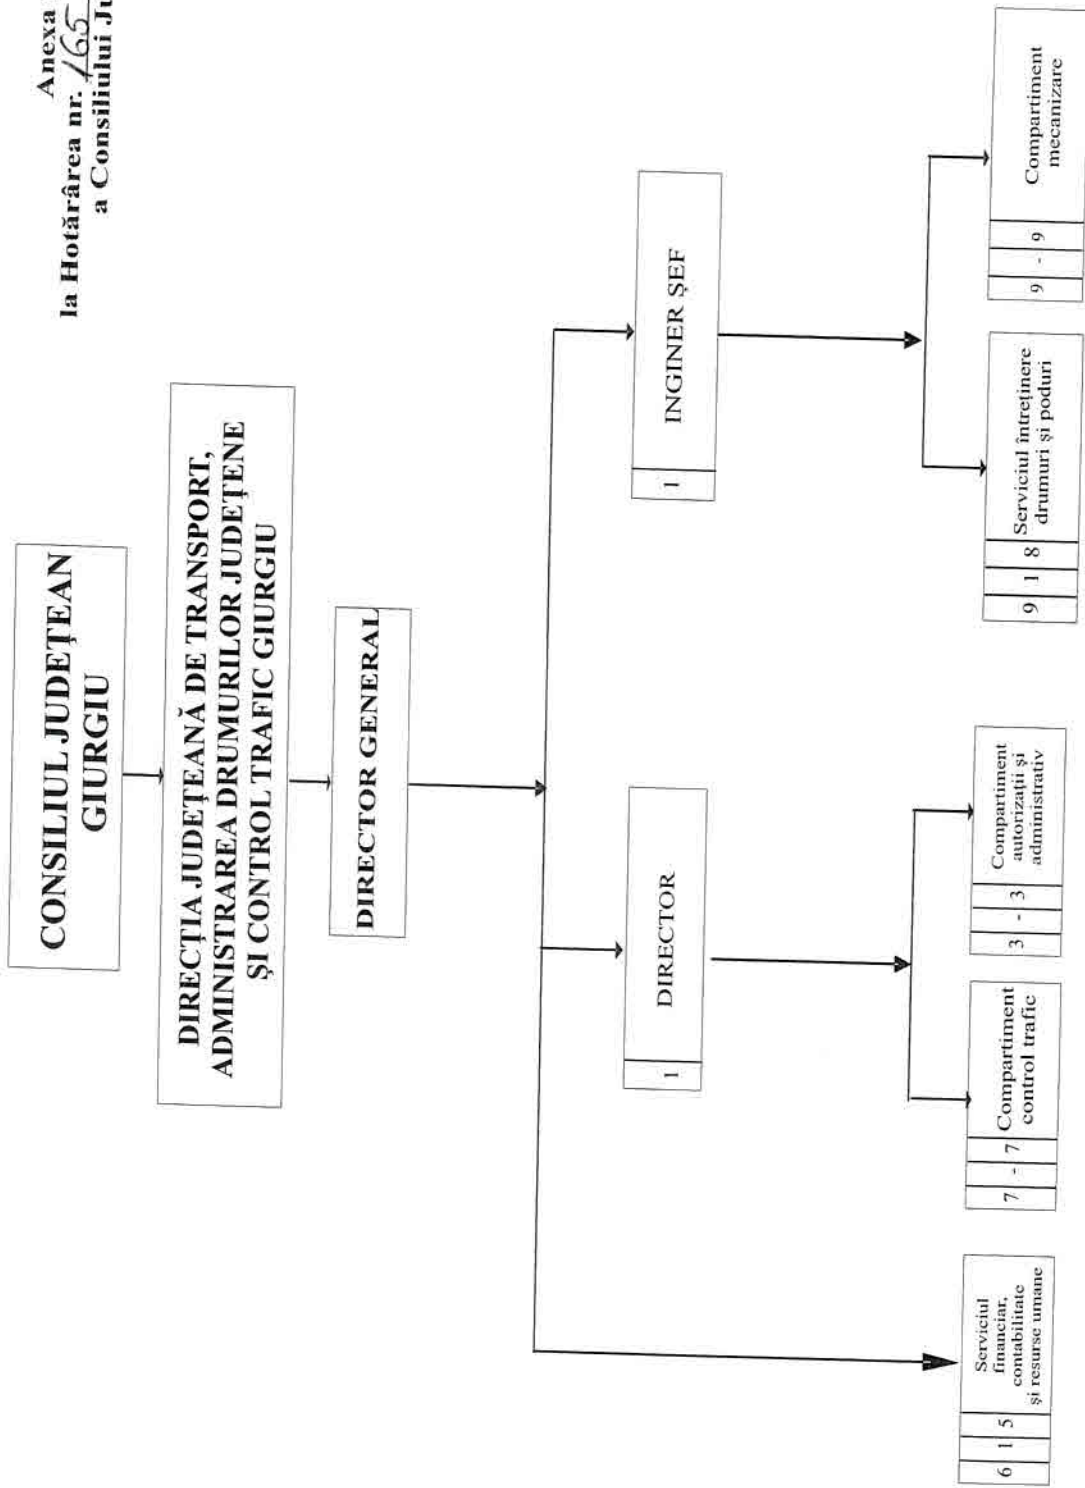 Anexa
la Hotărârea nr. 165
a Consiliului
CONSILIUL JUDEȚEAN
GIURGIU
DIRECȚIA JUDEȚEANĂ DE TRANSPORT,
ADMINISTRAREA DRUMURILOR JUDEȚENE
ȘI CONTROL TRAFIC GIURGIU
DIRECTOR GENERAL
1 DIRECTOR
1 INGINER ȘEF
6 1 5
Serviciul
financiar,
contabilitate
și resurse umane
7 - 7
Compartiment
control trafic
3 - 3
Compartiment
autorizații și
administrativ
9 1 8
Serviciul întreținere
drumuri și poduri
9 - 9
Compartiment
mecanizare